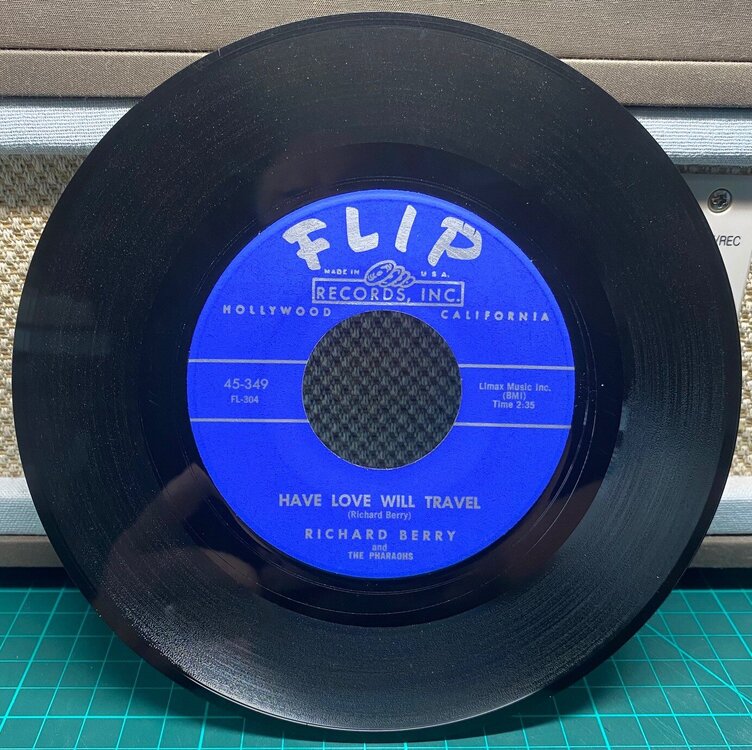 FLIP
MADE IN U.S.A.
RECORDS, INC.
HOLLYWOOD CALIFORNIA
45-349
FL-304
Limax Music Inc.
(BMI)
Time 2:35
HAVE LOVE WILL TRAVEL
(Richard Berry)
RICHARD BERRY
and
THE PHARAOHS
/REC